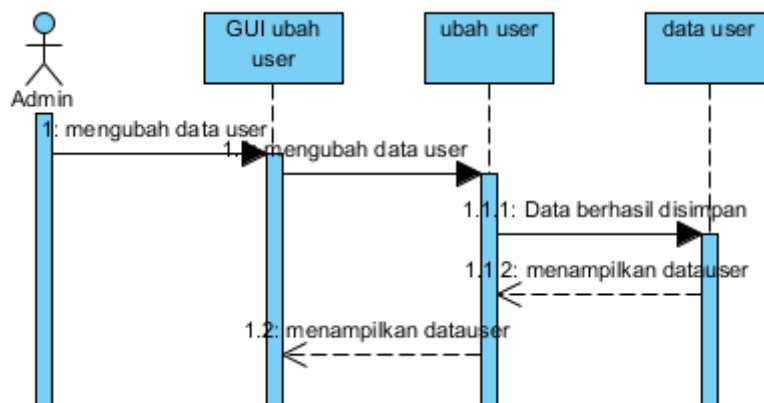 GUI ubah
user
ubah user
data user
Admin
1: mengubah data user
1.1: mengubah data user
1.1.1: Data berhasil disimpan
1.1.2: menampilkan datauser
1.2: menampilkan datauser